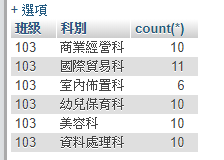 + 選項
班級 科別 count(*)
103 商業經營科 10
103 國際貿易科 11
103 室內佈置科 6
103 幼兒保育科 10
103 美容科 10
103 資料處理科 10